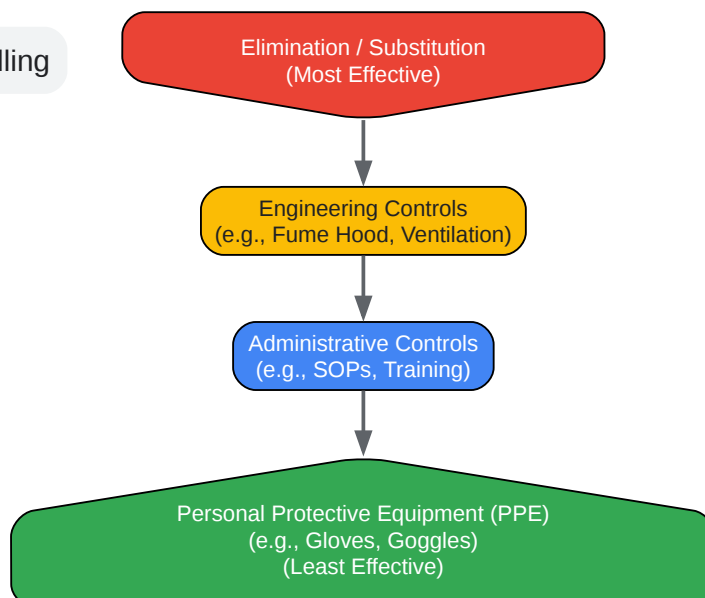 lling
Elimination / Substitution
(Most Effective)
Engineering Controls
(e.g., Fume Hood, Ventilation)
Administrative Controls
(e.g., SOPs, Training)
Personal Protective Equipment (PPE)
(e.g., Gloves, Goggles)
(Least Effective)